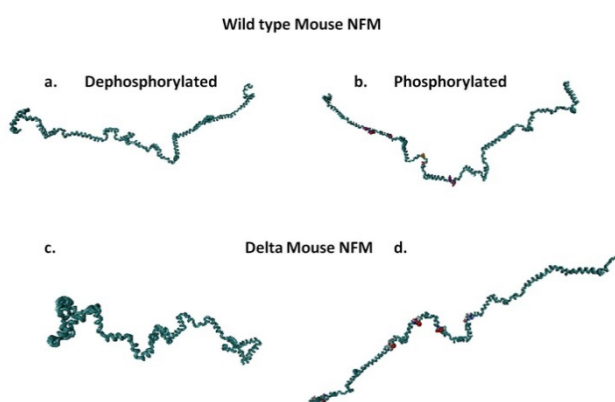 Wild type Mouse NFM
a. Dephosphorylated
b. Phosphorylated
c. Delta Mouse NFM d.